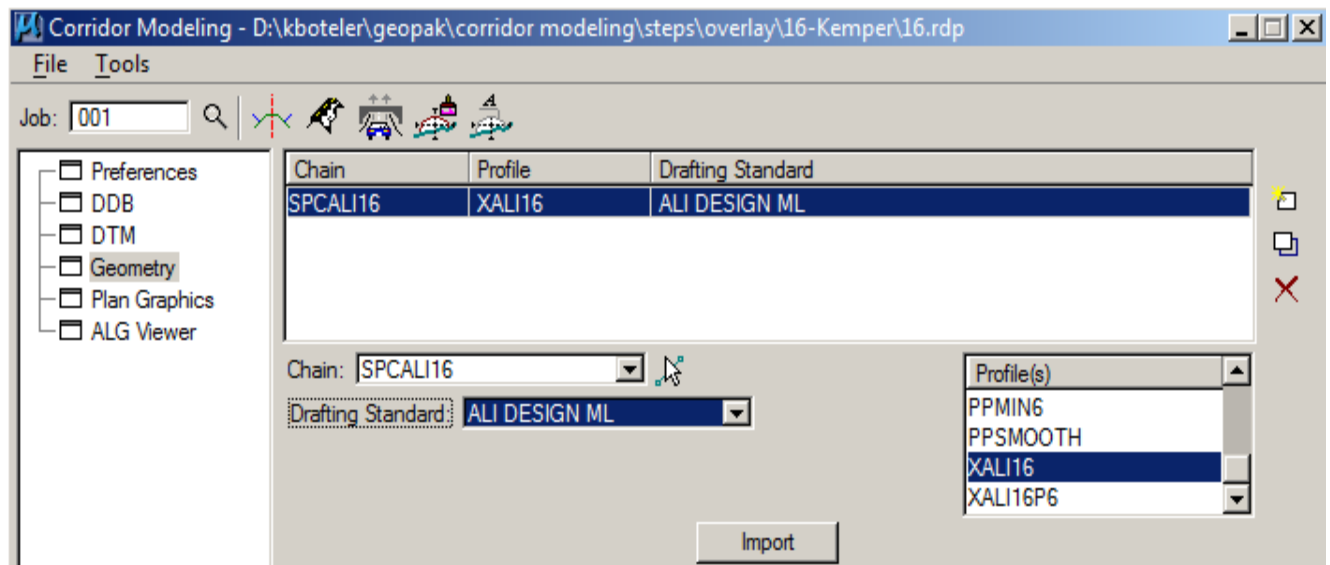 Corridor Modeling - D:\kboteler\geopak\corridor modeling\steps\overlay\16-Kemper\16.rdp
File Tools
Job: 001
Preferences
DDB
DTM
Geometry
Plan Graphics
ALG Viewer
Chain Profile Drafting Standard
SPCALI16 XALI16 ALI DESIGN ML
Chain: SPCALI16
Drafting Standard: ALI DESIGN ML
Profile(s)
PPMIN6
PPSMOOTH
XALI16
XALI16P6
Import